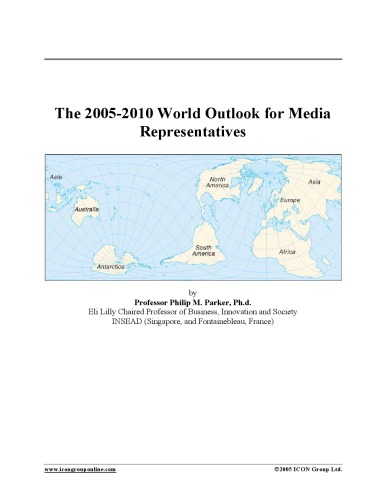 The 2005-2010 World Outlook for Media
Representatives
Asia
North
America
Asia
Europe
Australia
South
America
Africa
Antarctica
by
Professor Philip M. Parker, Ph.d.
Eli Lilly Chaired Professor of Business, Innovation and Society
INSEAD (Singapore, and Fontainebleau, France)
www.icongrouponline.com ©2005 ICON Group Ltd.